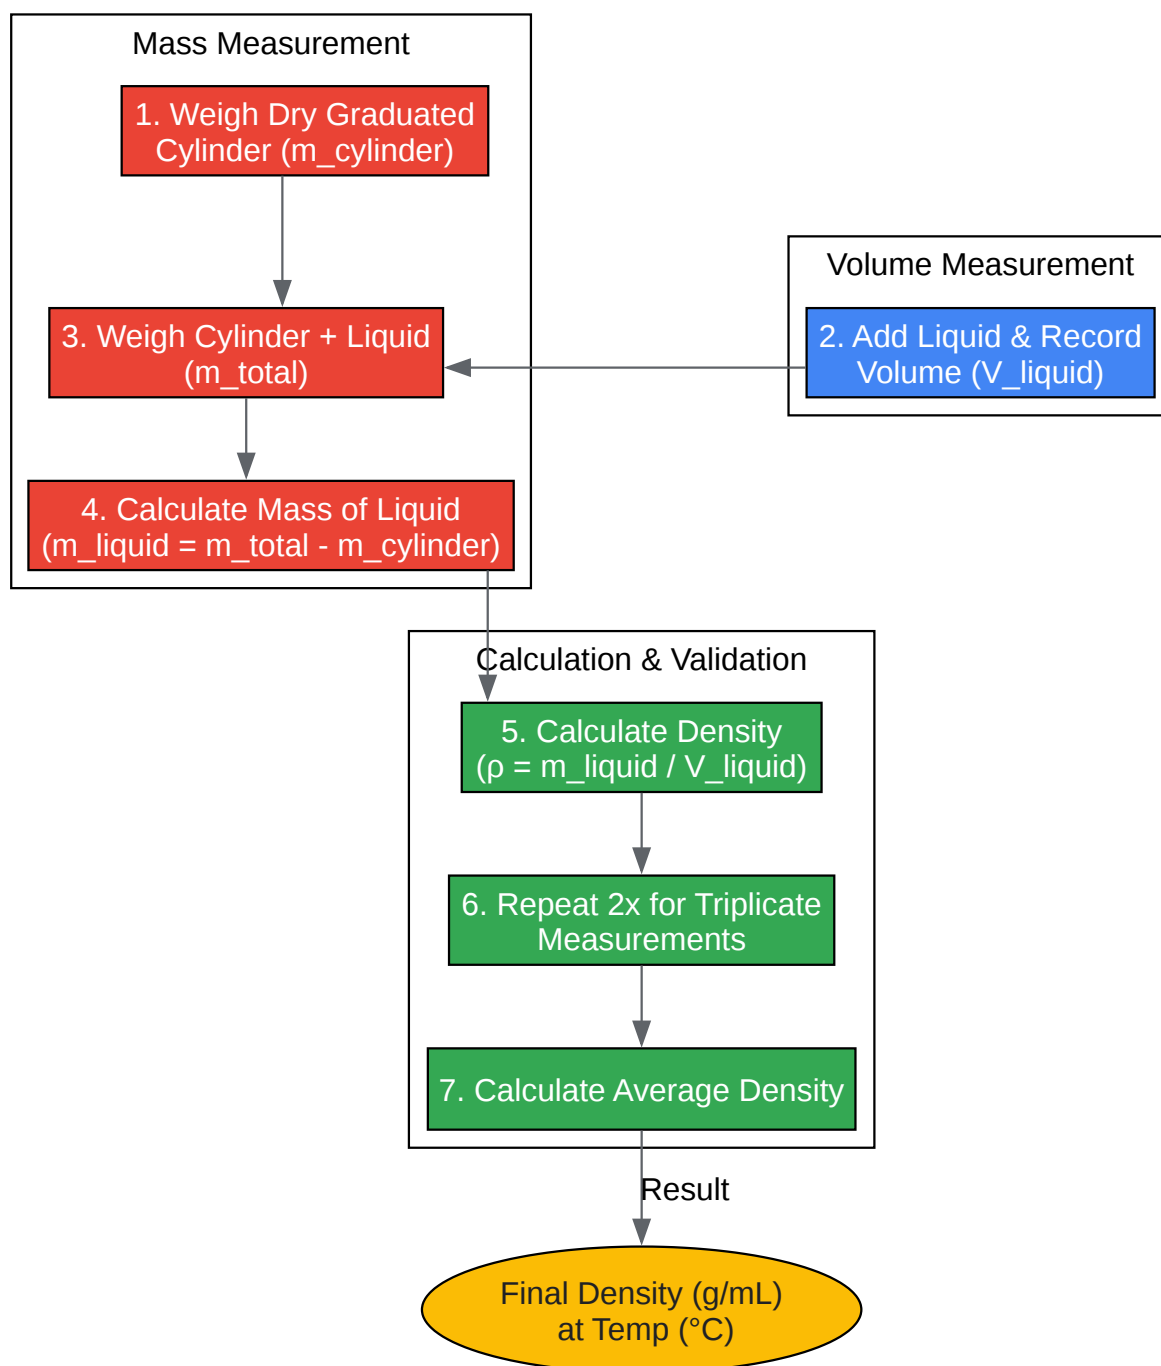 Mass Measurement
1. Weigh Dry Graduated
Cylinder (m_cylinder)
Volume Measurement
2. Add Liquid & Record
Volume (V_liquid)
3. Weigh Cylinder + Liquid
(m_total)
4. Calculate Mass of Liquid
(m_liquid = m_total - m_cylinder)
Calculation & Validation
5. Calculate Density
(ρ = m_liquid / V_liquid)
6. Repeat 2x for Triplicate
Measurements
7. Calculate Average Density
Result
Final Density (g/mL)
at Temp (°C)